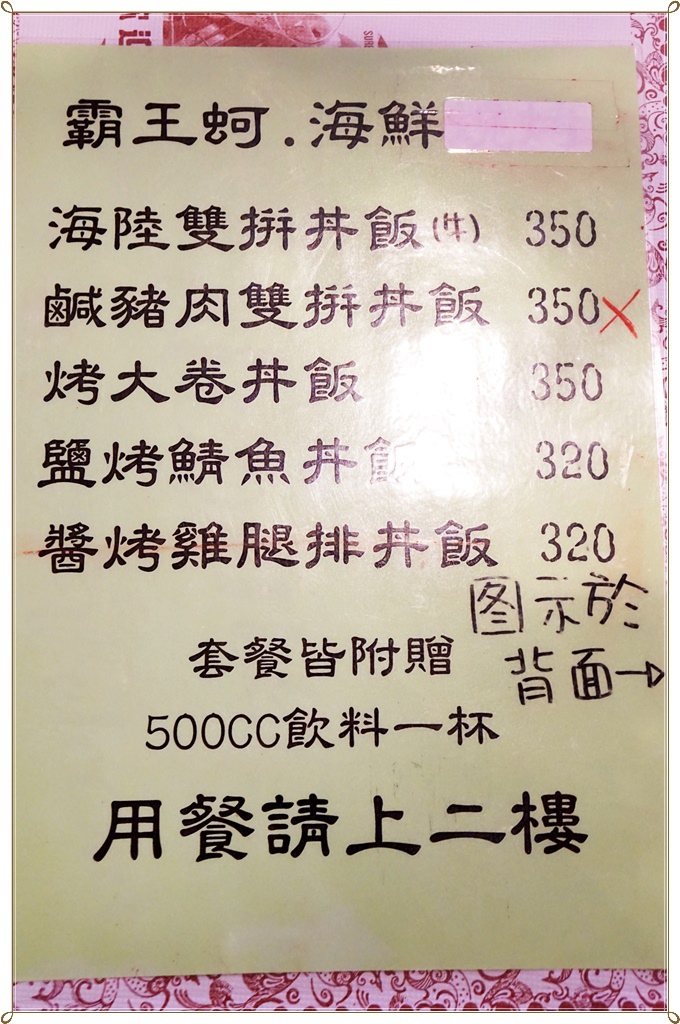 霸王蚵.海鮮
海陸雙拼丼飯(牛) 350
鹹豬肉雙拼丼飯 350
烤大卷丼飯 350
鹽烤鯖魚丼飯 320
醬烤雞腿排丼飯 320
图示於
背面→
套餐皆附贈
500CC飲料一杯
用餐請上二樓